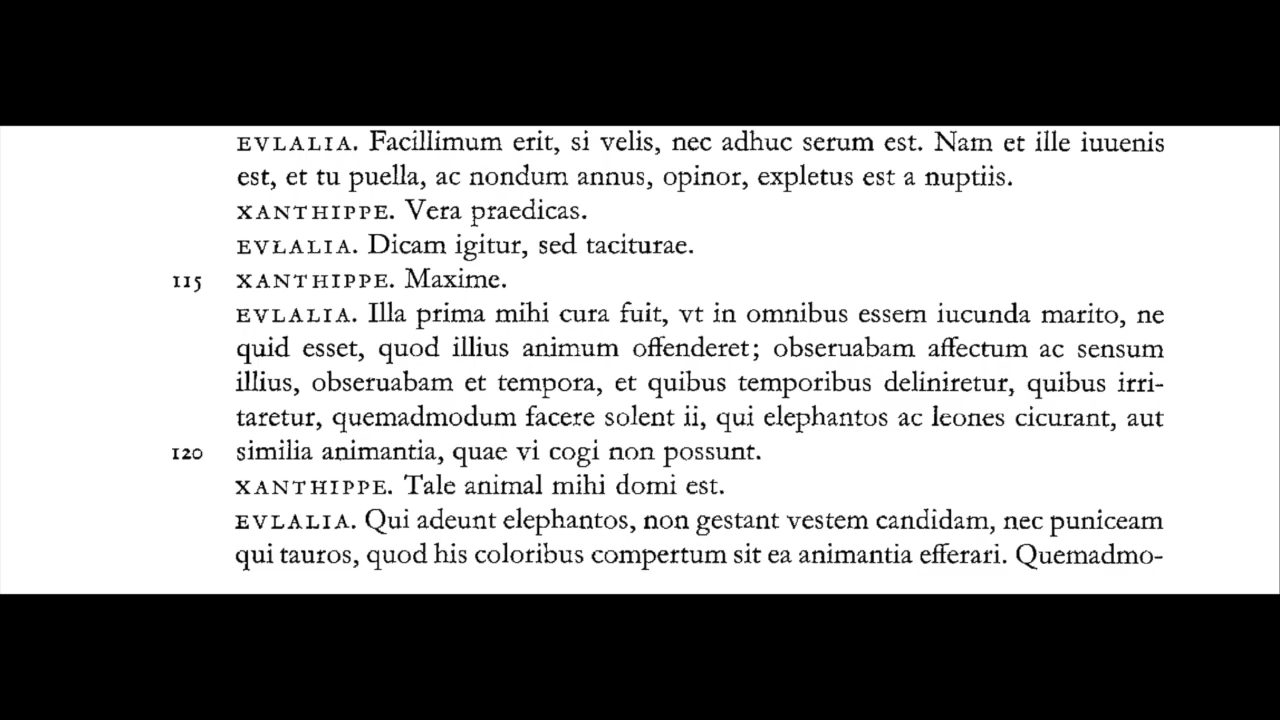 EVLALIA. Facillimum erit, si velis, nec adhuc serum est. Nam et ille iuuenis
est, et tu puella, ac nondum annus, opinor, expletus est a nuptiis.
XANTHIPPE. Vera praedicas.
EVLALIA. Dicam igitur, sed taciturae.
115 XANTHIPPE. Maxime.
EVLALIA. Illa prima mihi cura fuit, vt in omnibus essem iucunda marito, ne
quid esset, quod illius animum offenderet; obseruabam affectum ac sensum
illius, obseruabam et tempora, et quibus temporibus deliniretur, quibus irri-
taretur, quemadmodum facere solent ii, qui elephantos ac leones cicurant, aut
120 similia animantia, quae vi cogi non possunt.
XANTHIPPE. Tale animal mihi domi est.
EVLALIA. Qui adeunt elephantos, non gestant vestem candidam, nec puniceam
qui tauros, quod his coloribus compertum sit ea animantia efferari. Quemadmo-